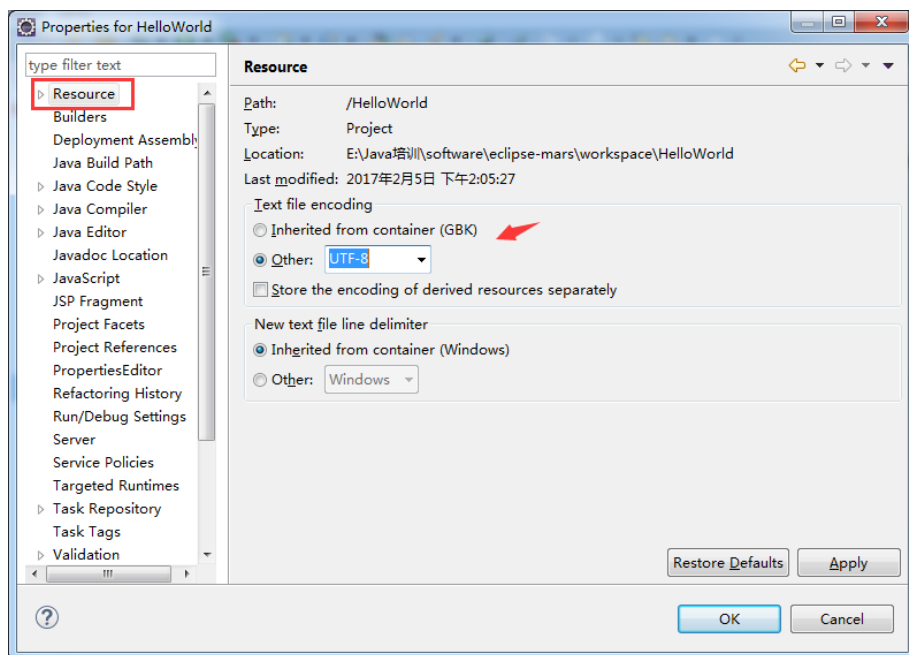 Properties for HelloWorld
type filter text
Resource
Builders
Deployment Assembly
Java Build Path
Java Code Style
Java Compiler
Java Editor
Javadoc Location
JavaScript
JSP Fragment
Project Facets
Project References
PropertiesEditor
Refactoring History
Run/Debug Settings
Server
Service Policies
Targeted Runtimes
Task Repository
Task Tags
Validation
Resource
Path: /HelloWorld
Type: Project
Location: E:\Java培训\software\eclipse-mars\workspace\HelloWorld
Last modified: 2017年2月5日 下午2:05:27
Text file encoding
Inherited from container (GBK)
Other: UTF-8
Store the encoding of derived resources separately
New text file line delimiter
Inherited from container (Windows)
Other: Windows
Restore Defaults Apply
OK Cancel